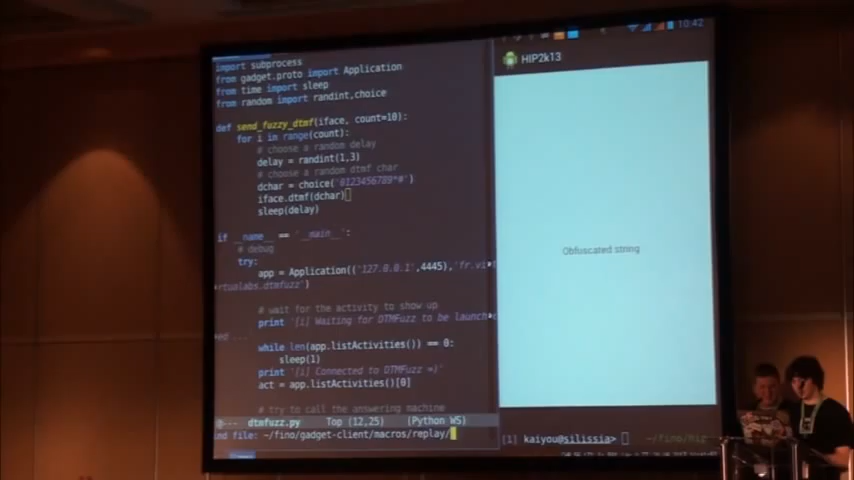 10:42
HIP2k13
import subprocess
from gadget.proto import Application
from time import sleep
from random import randint,choice
def send_fuzzy_dtmf(iface, count=10):
for i in range(count):
# choose a random delay
delay = randint(1,3)
# choose a random dtmf char
dchar = choice('0123456789*#')
iface.dtmf(dchar)
sleep(delay)
if __name__ == '__main__':
# debug
try:
app = Application(('127.0.0.1',4445),'fr.vi
rtualabs.dtmfuzz')
# wait for the activity to show up
print '[i] Waiting for DTMFuzz to be launch
ed ...'
while len(app.listActivities()) == 0:
sleep(1)
print '[i] Connected to DTMFuzz =)'
act = app.listActivities()[0]
# try to call the answering machine
dtmfuzz.py Top (12,25) (Python WS)
ind file: ~/fino/gadget-client/macros/replay/
Obfuscated string
[1] kaiyou@silissia>